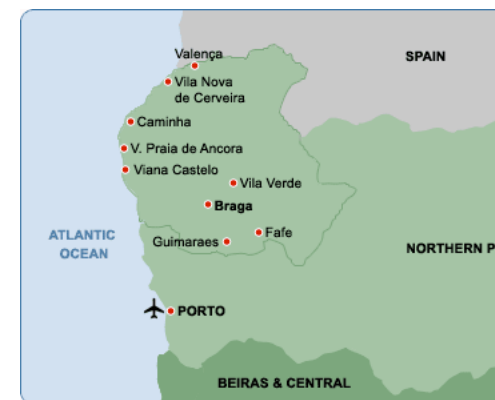 Valença
SPAIN
Vila Nova
de Cerveira
Caminha
V. Praia de Ancora
Viana Castelo
Vila Verde
Braga
Fafe
Guimaraes
ATLANTIC
OCEAN
NORTHERN P
PORTO
BEIRAS & CENTRAL